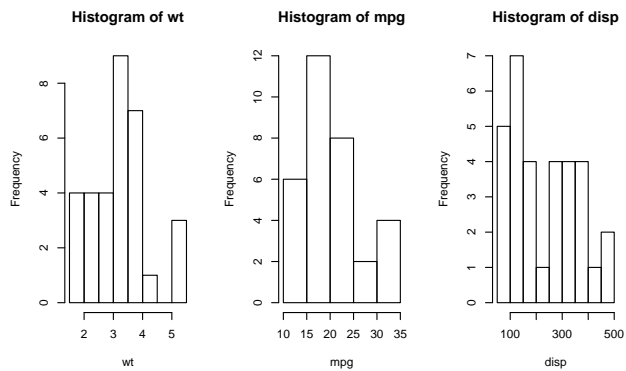 Histogram of wt
Frequency
0 2 4 6 8
2 3 4 5
wt
Histogram of mpg
Frequency
0 2 4 6 8 10 12
10 15 20 25 30 35
mpg
Histogram of disp
Frequency
0 1 2 3 4 5 6 7
100 300 500
disp